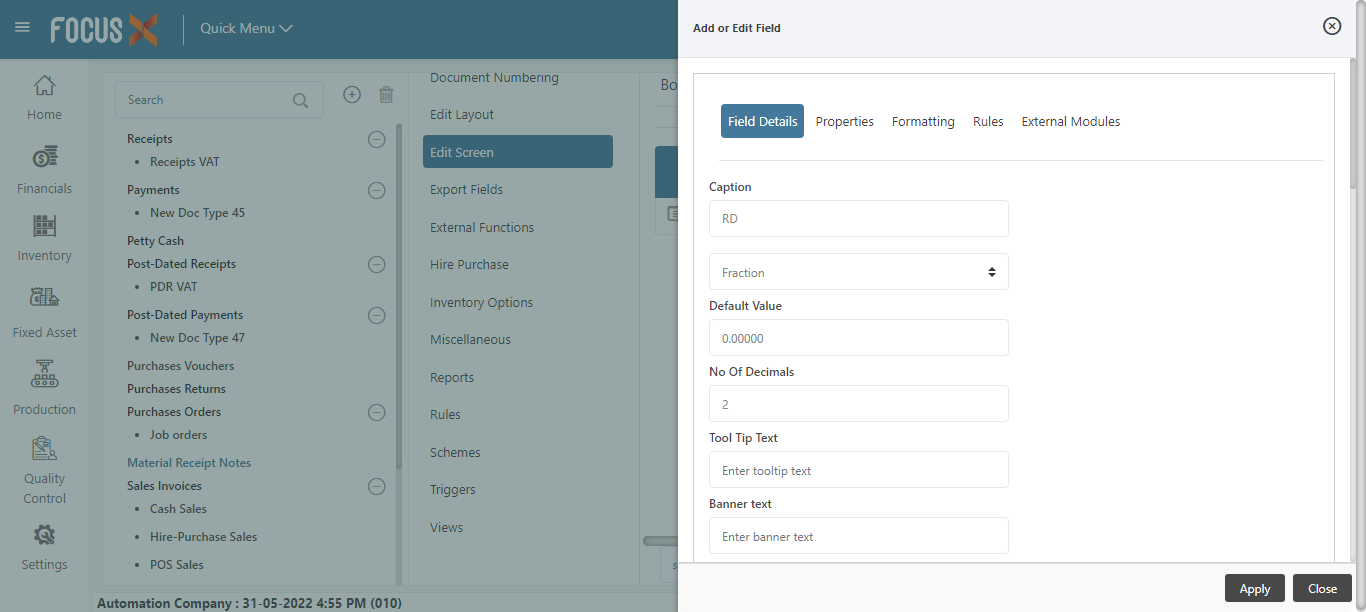 FOCUS X
Quick Menu
Home
Financials
Inventory
Fixed Asset
Production
Quality
Control
Settings
Search
Receipts
Receipts VAT
Payments
New Doc Type 45
Petty Cash
Post-Dated Receipts
PDR VAT
Post-Dated Payments
New Doc Type 47
Purchases Vouchers
Purchases Returns
Purchases Orders
Job orders
Material Receipt Notes
Sales Invoices
Cash Sales
Hire-Purchase Sales
POS Sales
Document Numbering
Edit Layout
Edit Screen
Export Fields
External Functions
Hire Purchase
Inventory Options
Miscellaneous
Reports
Rules
Schemes
Triggers
Views
Bo
Automation Company : 31-05-2022 4:55 PM (010)
Add or Edit Field
Field Details Properties Formatting Rules External Modules
Caption
RD
Fraction
Default Value
0.00000
No Of Decimals
2
Tool Tip Text
Enter tooltip text
Banner text
Enter banner text
Apply Close